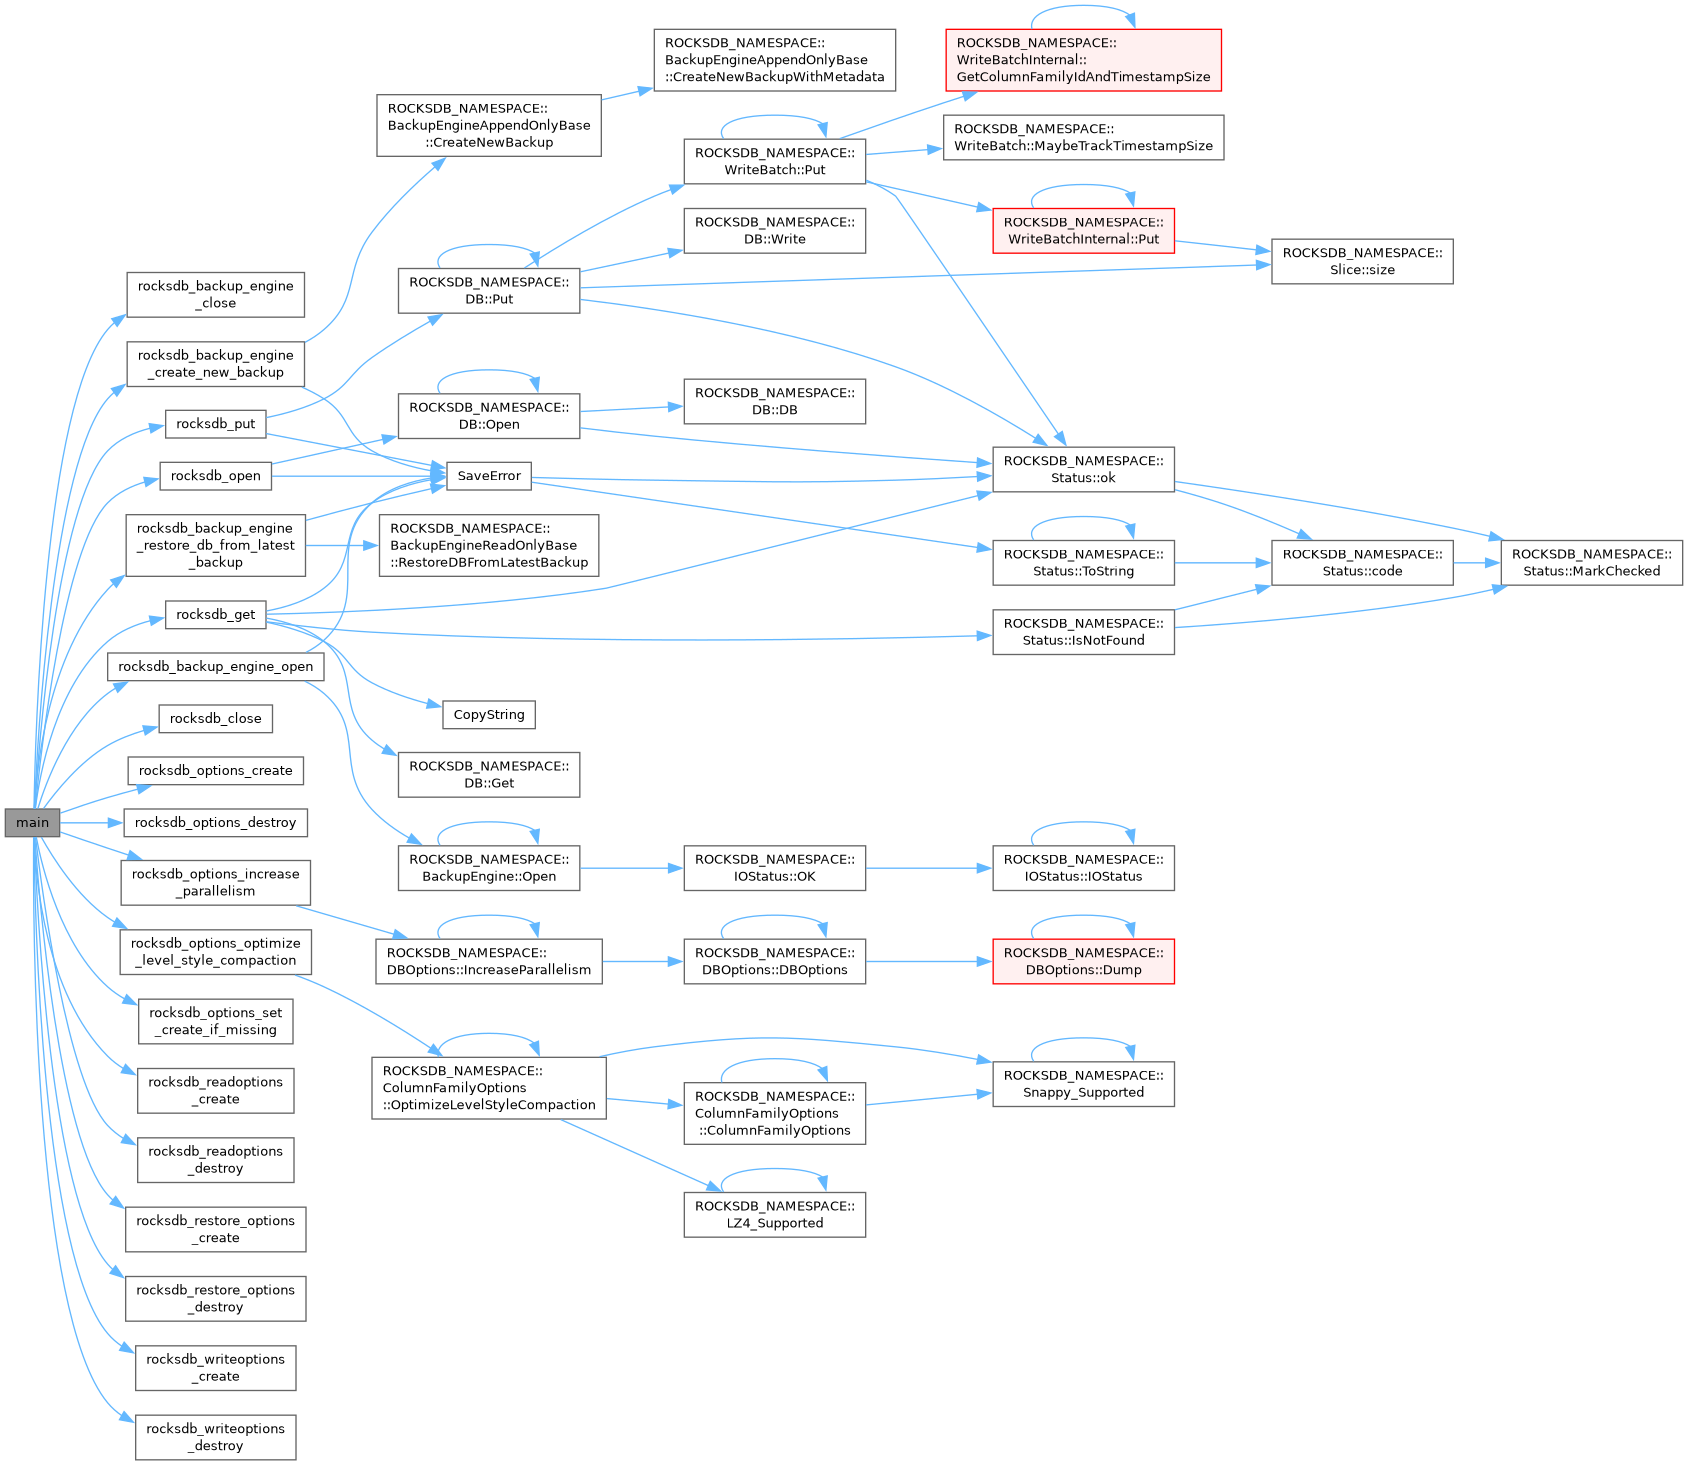 main
rocksdb_backup_engine
_close
rocksdb_backup_engine
_create_new_backup
rocksdb_put
rocksdb_open
rocksdb_backup_engine
_restore_db_from_latest
_backup
rocksdb_get
rocksdb_backup_engine_open
rocksdb_close
rocksdb_options_create
rocksdb_options_destroy
rocksdb_options_increase
_parallelism
rocksdb_options_optimize
_level_style_compaction
rocksdb_options_set
_create_if_missing
rocksdb_readoptions
_create
rocksdb_readoptions
_destroy
rocksdb_restore_options
_create
rocksdb_restore_options
_destroy
rocksdb_writeoptions
_create
rocksdb_writeoptions
_destroy
ROCKSDB_NAMESPACE::
BackupEngineAppendOnlyBase
::CreateNewBackup
ROCKSDB_NAMESPACE::
DB::Put
ROCKSDB_NAMESPACE::
DB::Open
SaveError
ROCKSDB_NAMESPACE::
BackupEngineReadOnlyBase
::RestoreDBFromLatestBackup
CopyString
ROCKSDB_NAMESPACE::
DB::Get
ROCKSDB_NAMESPACE::
BackupEngine::Open
ROCKSDB_NAMESPACE::
DBOptions::IncreaseParallelism
ROCKSDB_NAMESPACE::
ColumnFamilyOptions
::OptimizeLevelStyleCompaction
ROCKSDB_NAMESPACE::
BackupEngineAppendOnlyBase
::CreateNewBackupWithMetadata
ROCKSDB_NAMESPACE::
WriteBatch::Put
ROCKSDB_NAMESPACE::
DB::Write
ROCKSDB_NAMESPACE::
DB::DB
ROCKSDB_NAMESPACE::
IOStatus::OK
ROCKSDB_NAMESPACE::
DBOptions::DBOptions
ROCKSDB_NAMESPACE::
ColumnFamilyOptions
::ColumnFamilyOptions
ROCKSDB_NAMESPACE::
LZ4_Supported
ROCKSDB_NAMESPACE::
WriteBatchInternal::
GetColumnFamilyIdAndTimestampSize
ROCKSDB_NAMESPACE::
WriteBatch::MaybeTrackTimestampSize
ROCKSDB_NAMESPACE::
WriteBatchInternal::Put
ROCKSDB_NAMESPACE::
Status::ok
ROCKSDB_NAMESPACE::
Status::ToString
ROCKSDB_NAMESPACE::
Status::IsNotFound
ROCKSDB_NAMESPACE::
IOStatus::IOStatus
ROCKSDB_NAMESPACE::
DBOptions::Dump
ROCKSDB_NAMESPACE::
Snappy_Supported
ROCKSDB_NAMESPACE::
Slice::size
ROCKSDB_NAMESPACE::
Status::code
ROCKSDB_NAMESPACE::
Status::MarkChecked